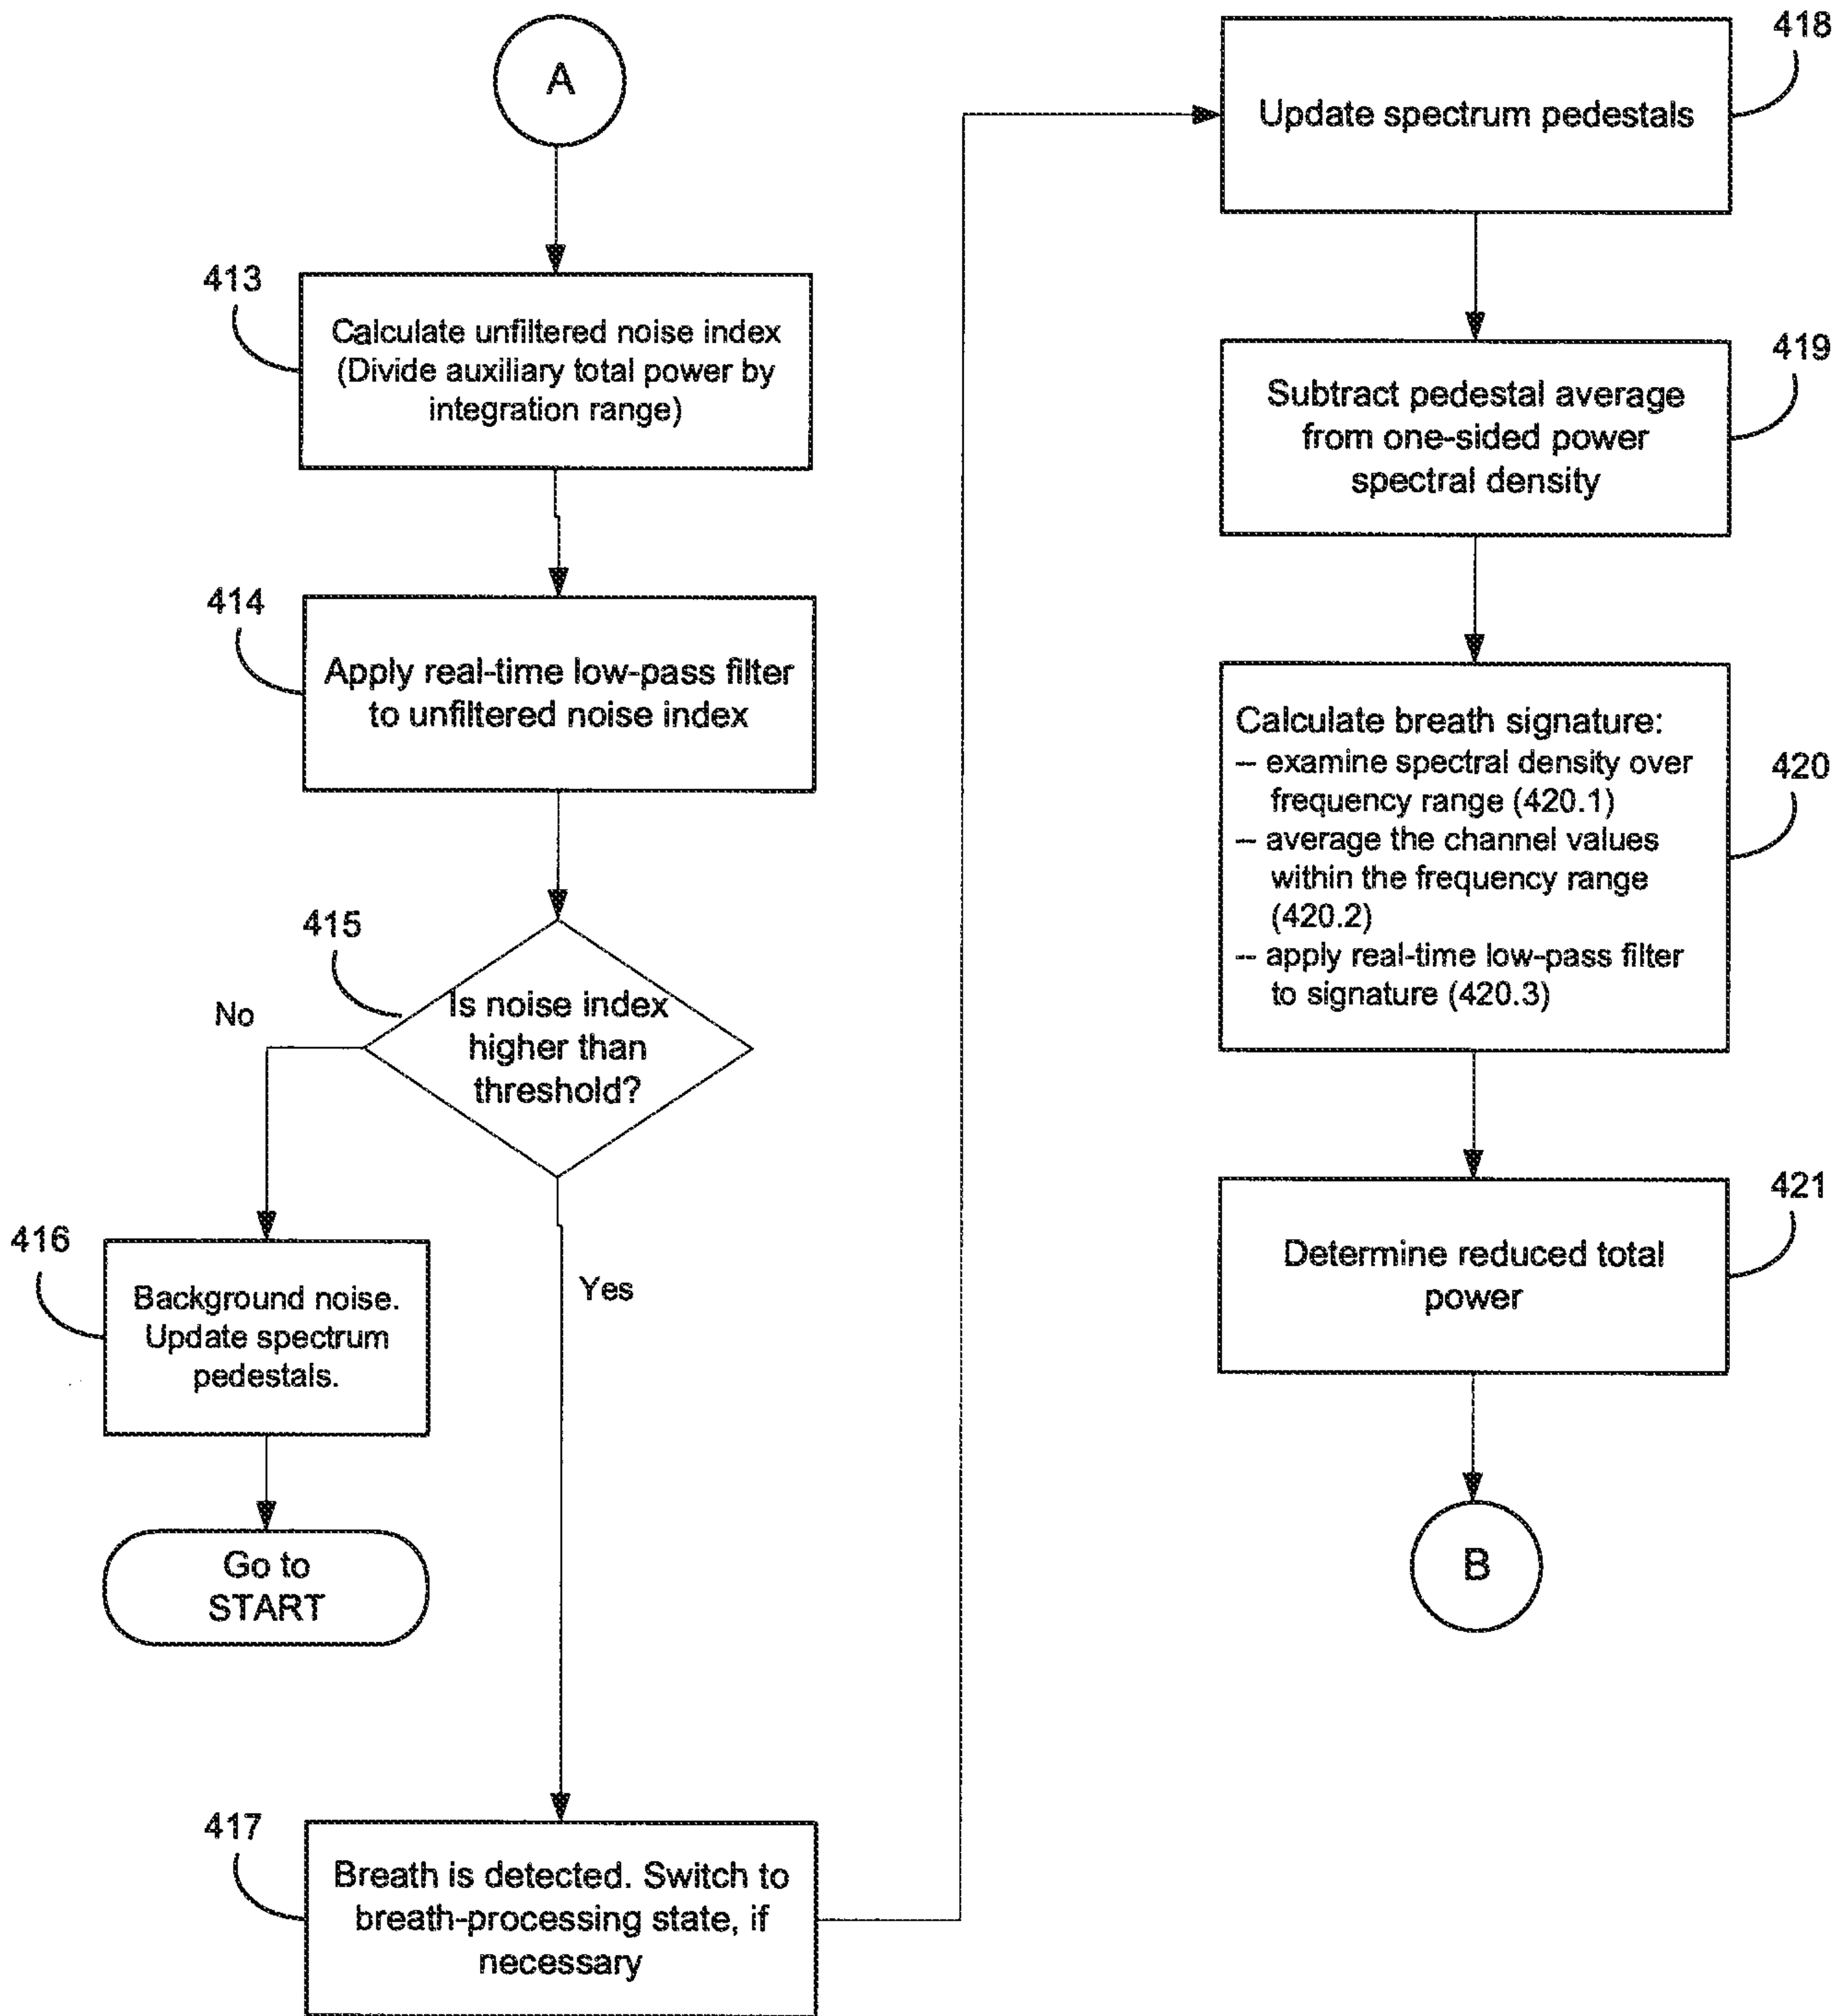 A
413
Calculate unfiltered noise index
(Divide auxiliary total power by
integration range)
414
Apply real-time low-pass filter
to unfiltered noise index
415
Is noise index
higher than
threshold?
No
Yes
416
Background noise.
Update spectrum
pedestals.
Go to
START
417
Breath is detected. Switch to
breath-processing state, if
necessary
418
Update spectrum pedestals
419
Subtract pedestal average
from one-sided power
spectral density
420
Calculate breath signature:
– examine spectral density over
frequency range (420.1)
– average the channel values
within the frequency range
(420.2)
-- apply real-time low-pass filter
to signature (420.3)
421
Determine reduced total
power
B